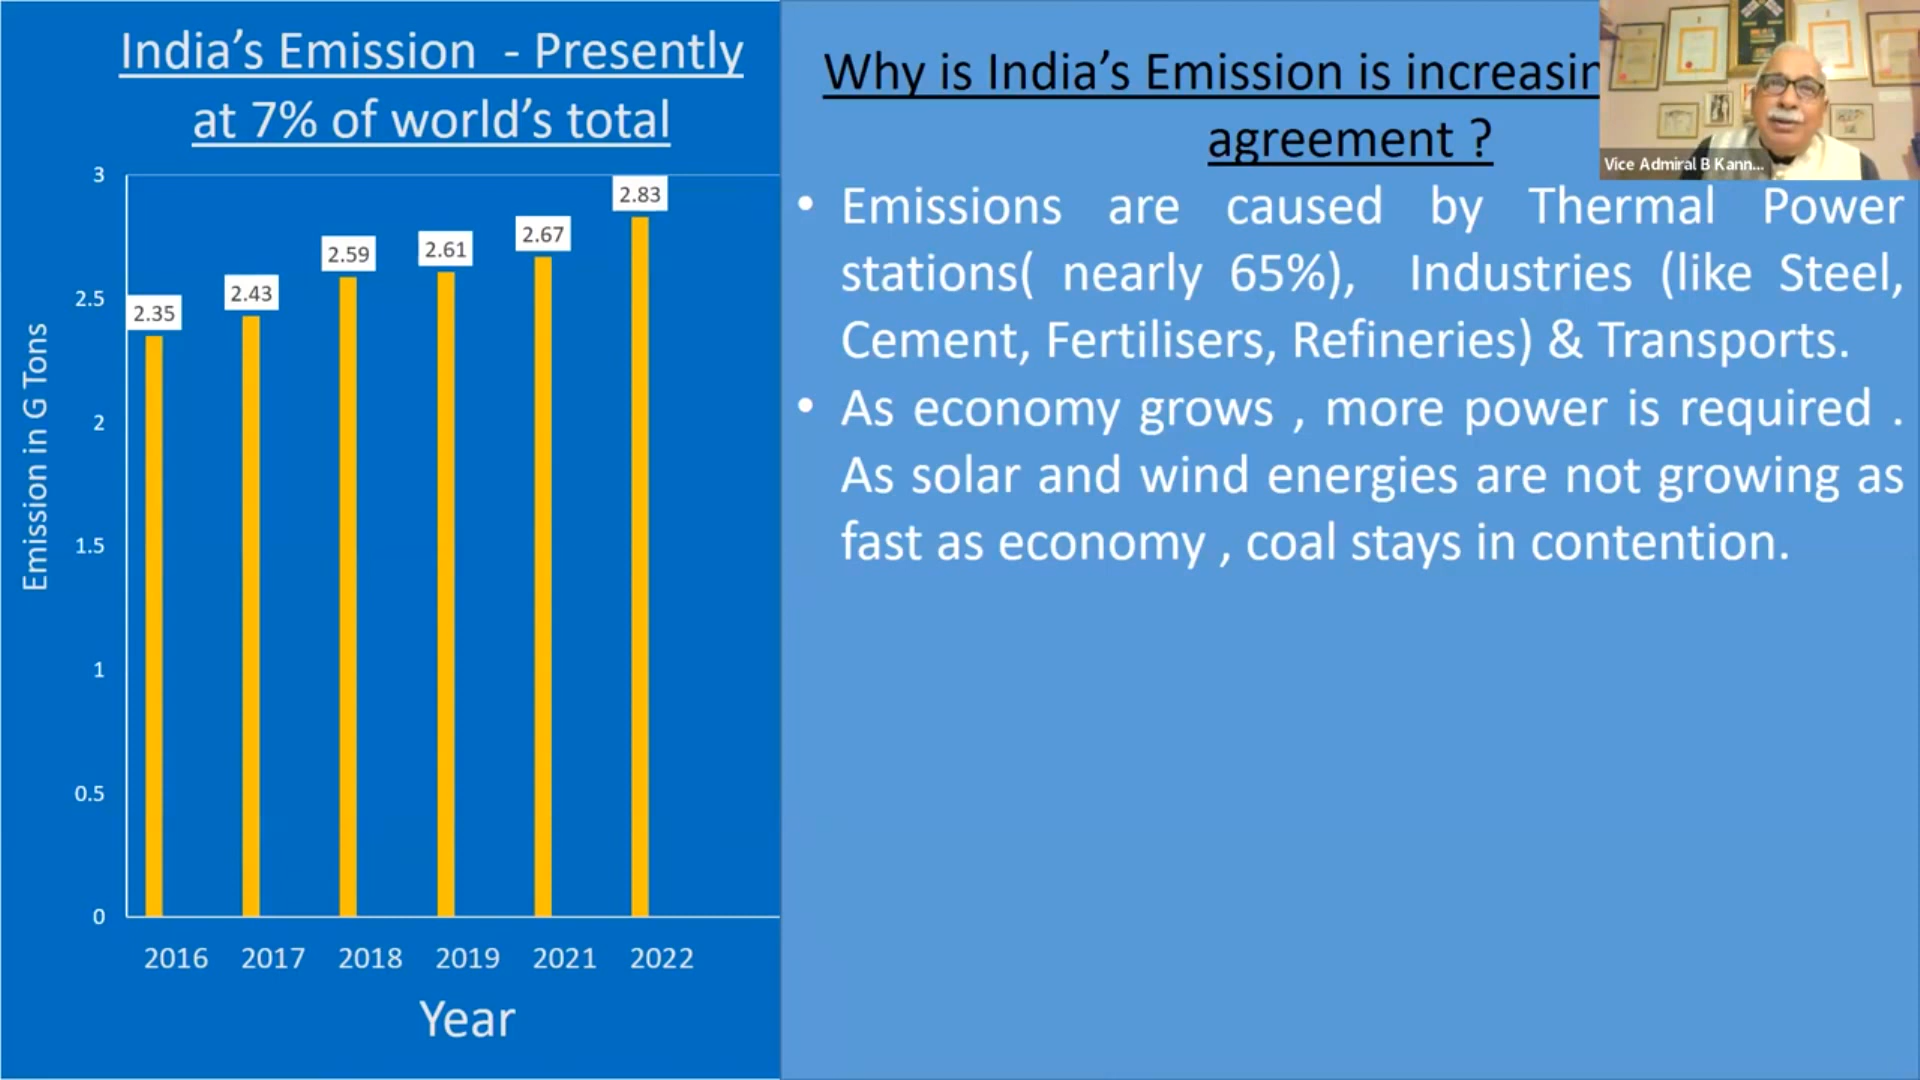 India's Emission - Presently
at 7% of world's total
3
2.5
2
1.5
1
0.5
0
Emission in G Tons
2.35
2.43
2.59
2.61
2.67
2.83
2016 2017 2018 2019 2021 2022
Year
Why is India's Emission is
agreement ?
• Emissions are caused by Thermal Power
stations( nearly 65%), Industries (like Steel,
Cement, Fertilisers, Refineries) & Transports.
• As economy grows , more power is required .
As solar and wind energies are not growing as
fast as economy , coal stays in contention.
Vice Admiral B Kann...